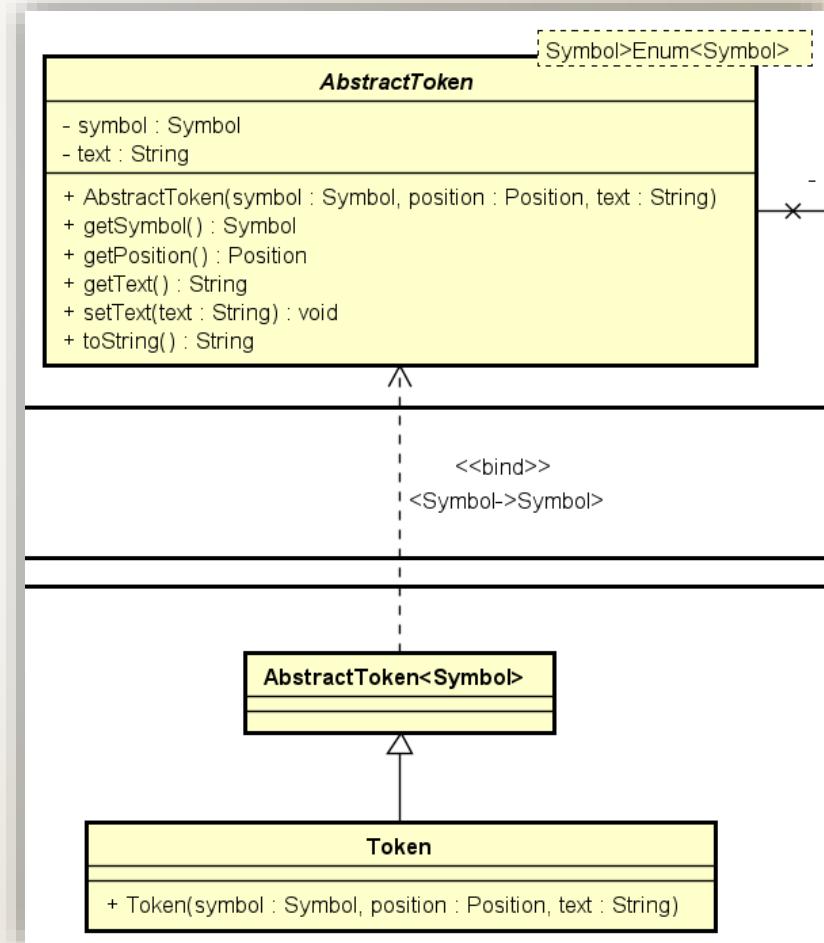 Symbol>Enum<Symbol>
AbstractToken
- symbol : Symbol
- text : String
+ AbstractToken(symbol : Symbol, position : Position, text : String)
+ getSymbol() : Symbol
+ getPosition() : Position
+ getText() : String
+ setText(text : String) : void
+ toString() : String
-
<<bind>>
<Symbol->Symbol>
AbstractToken<Symbol>
Token
+ Token(symbol : Symbol, position : Position, text : String)